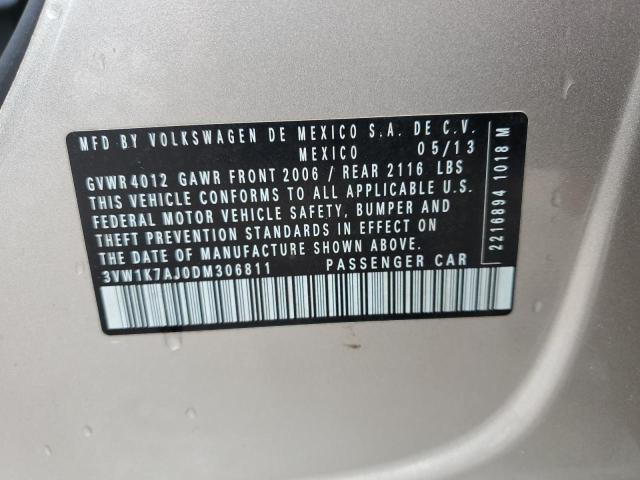 MFD BY VOLKSWAGEN DE MEXICO S.A. DE C.V.
MEXICO 05/13
GVWR 4012 GAWR FRONT 2006 / REAR 2116 LBS
THIS VEHICLE CONFORMS TO ALL APPLICABLE U.S.
FEDERAL MOTOR VEHICLE SAFETY, BUMPER AND
THEFT PREVENTION STANDARDS IN EFFECT ON
THE DATE OF MANUFACTURE SHOWN ABOVE.
3VW1K7AJ0DM306811 PASSENGER CAR
2216894 1018 M